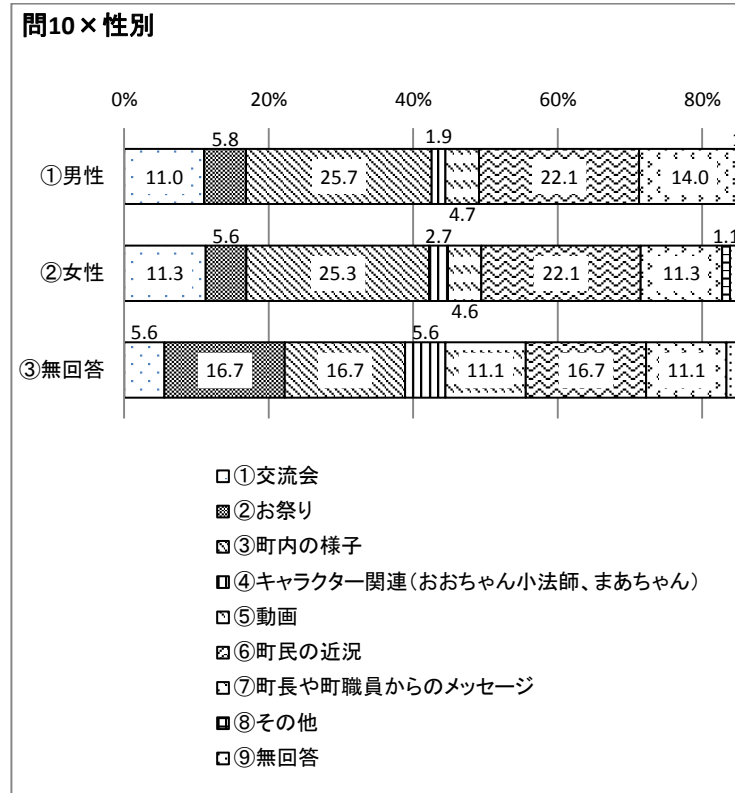 問10×性別
0% 20% 40% 60% 80%
5.8 1.9
①男性 11.0 25.7 22.1 14.0
4.7
5.6 2.7 1.1
②女性 11.3 25.3 22.1 11.3
4.6
5.6 5.6
③無回答 16.7 16.7 11.1 16.7 11.1
①交流会
②お祭り
③町内の様子
④キャラクター関連(おおちゃん小法師、まあちゃん)
⑤動画
⑥町民の近況
⑦町長や町職員からのメッセージ
⑧その他
⑨無回答